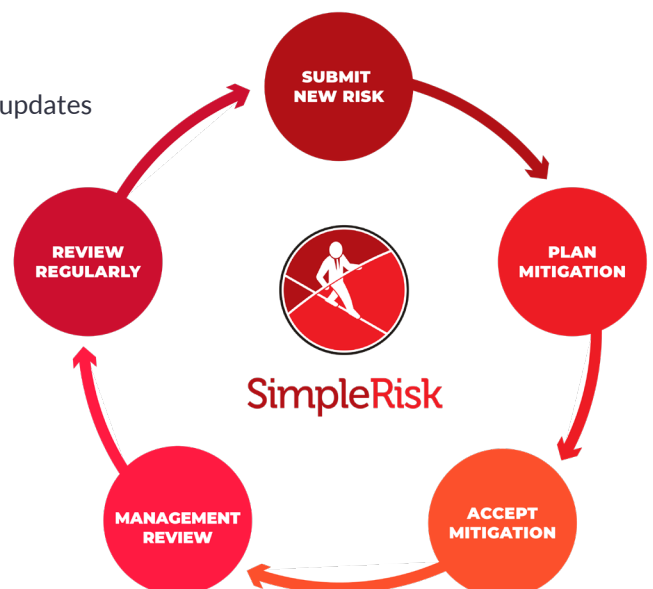 updates
SUBMIT
NEW RISK
PLAN
MITIGATION
ACCEPT
MITIGATION
MANAGEMENT
REVIEW
REVIEW
REGULARLY
SimpleRisk